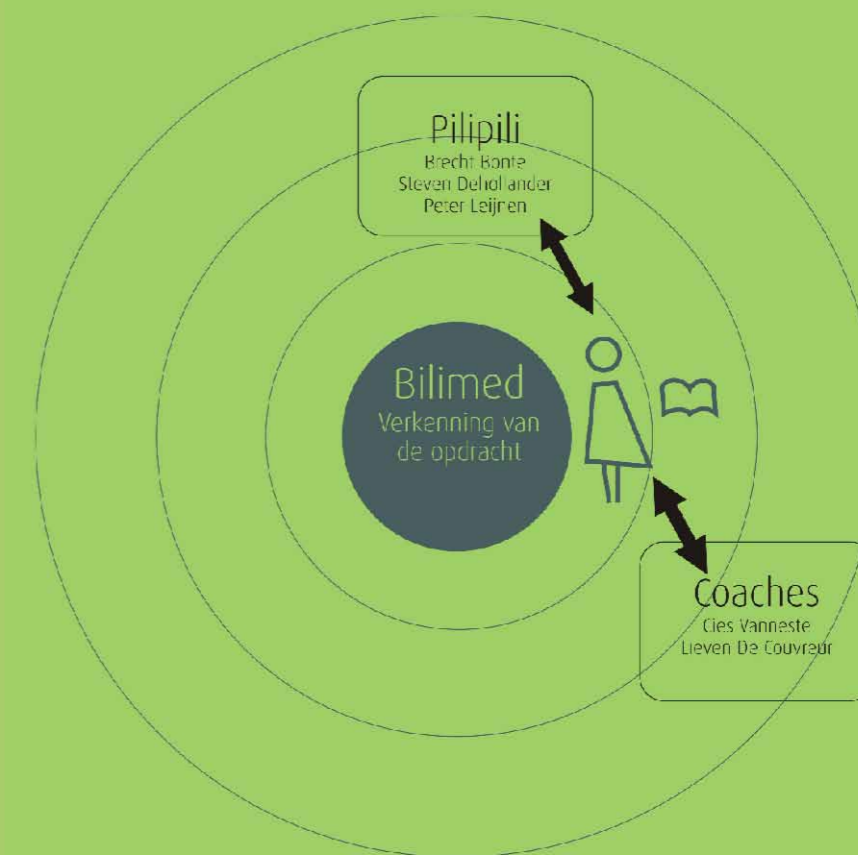 Pilipili
Brecht Bonte
Steven Dehollander
Peter Leijnen
Bilimed
Verkenning van
de opdracht
Coaches
Cies Vanneste
Lieven De Couvreur